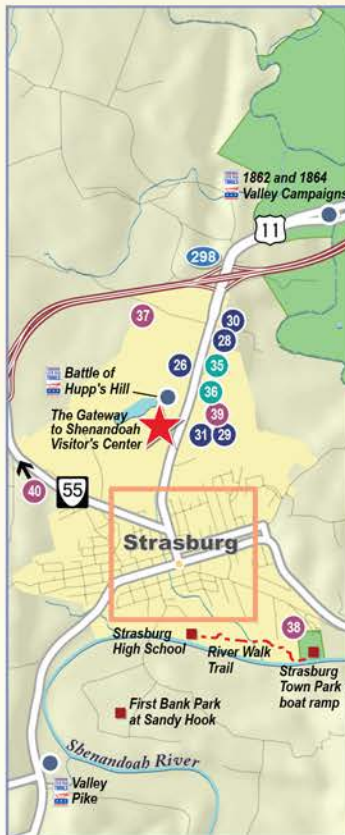 1862 and 1864
Valley Campaigns
11
298
37
30
28
26
35
Battle of
Hupp's Hill
36
The Gateway
to Shenandoah
Visitor's Center
39
31
29
40
55
Strasburg
38
Strasburg
High School
River Walk
Trail
Strasburg
Town Park
boat ramp
First Bank Park
at Sandy Hook
Shenandoah River
Valley
Pike